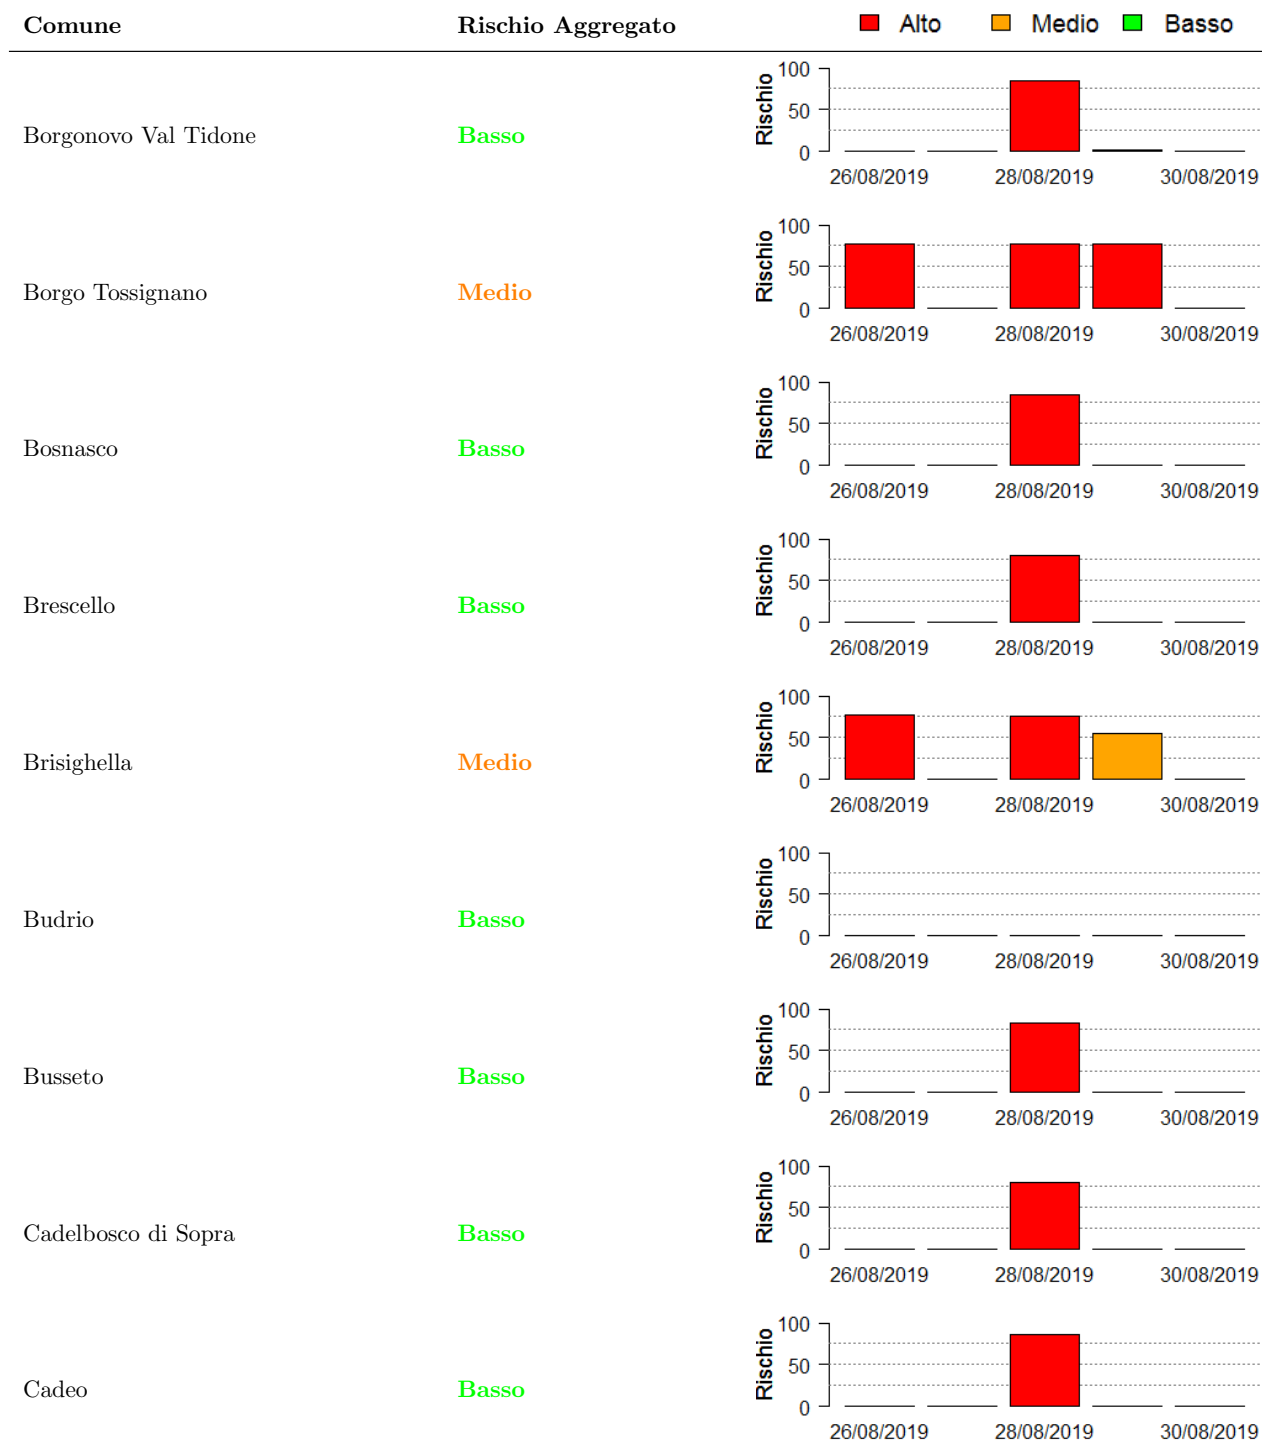 Comune Rischio Aggregato Alto Medio Basso
100
50
0
Rischio
Borgonovo Val Tidone Basso
26/08/2019 28/08/2019 30/08/2019
100
50
0
Rischio
Borgo Tossignano Medio
26/08/2019 28/08/2019 30/08/2019
100
50
0
Rischio
Bosnasco Basso
26/08/2019 28/08/2019 30/08/2019
100
50
0
Rischio
Brescello Basso
26/08/2019 28/08/2019 30/08/2019
100
50
0
Rischio
Brisighella Medio
26/08/2019 28/08/2019 30/08/2019
100
50
0
Rischio
Budrio Basso
26/08/2019 28/08/2019 30/08/2019
100
50
0
Rischio
Busseto Basso
26/08/2019 28/08/2019 30/08/2019
100
50
0
Rischio
Cadelbosco di Sopra Basso
26/08/2019 28/08/2019 30/08/2019
100
50
0
Rischio
Cadeo Basso
26/08/2019 28/08/2019 30/08/2019